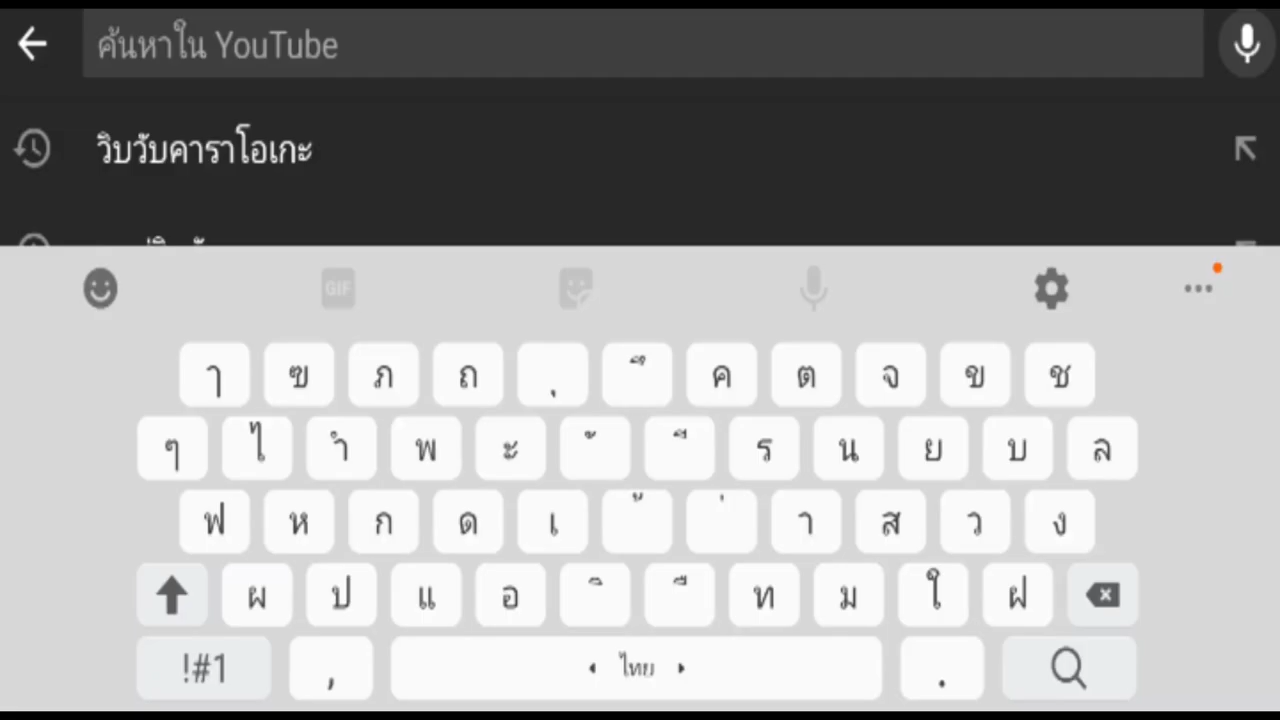 ค้นหาใน YouTube
วิบวับคาราโอเกะ
GIF
ๅ ฃ ภ ถ ุ ึ ค ต จ ข ช
ๆ ไ ำ พ ะ ั ี ร น ย บ ล
ฟ ห ก ด เ ้ ่ า ส ว ง
ผ ป แ อ ิ ื ท ม ใ ฝ
!#1 , ไทย .